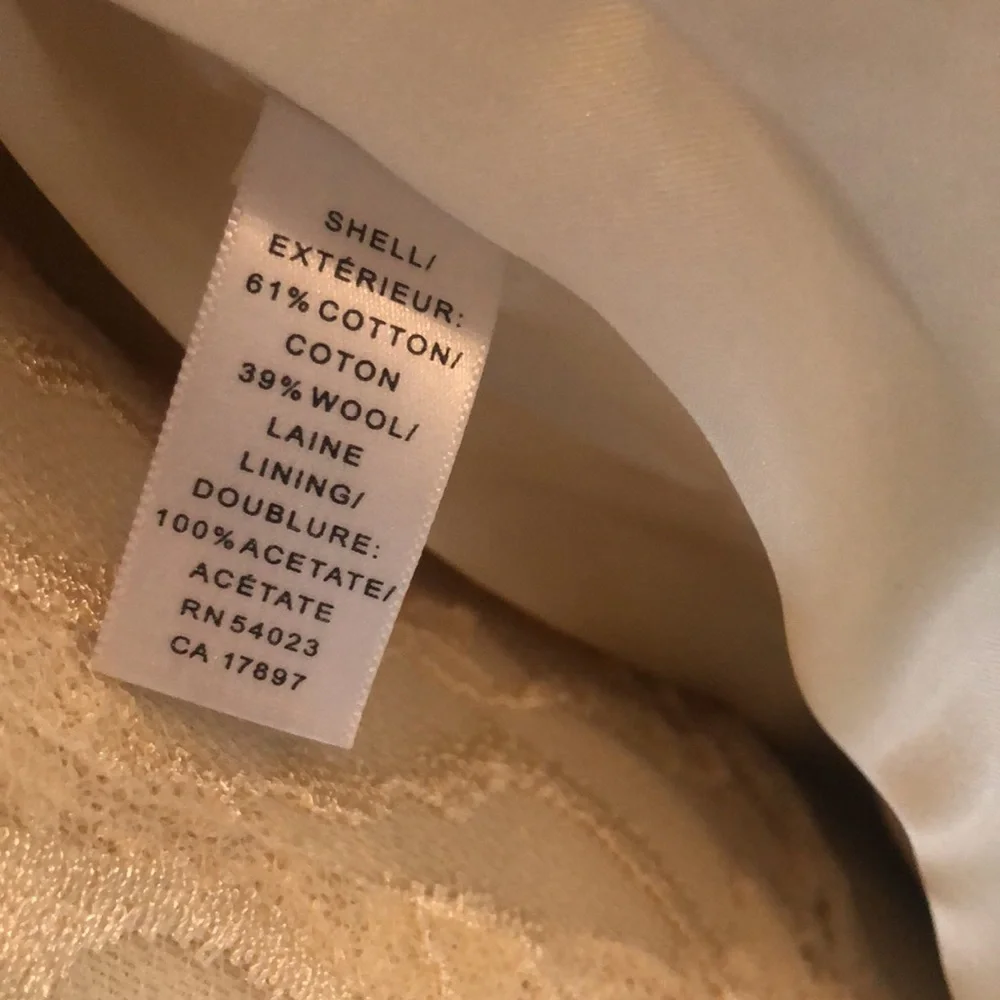 SHELL/
EXTÉRIEUR:
61% COTTON/
COTON
39% WOOL/
LAINE
LINING/
DOUBLURE:
100% ACETATE/
ACÉTATE
RN 54023
CA 17897